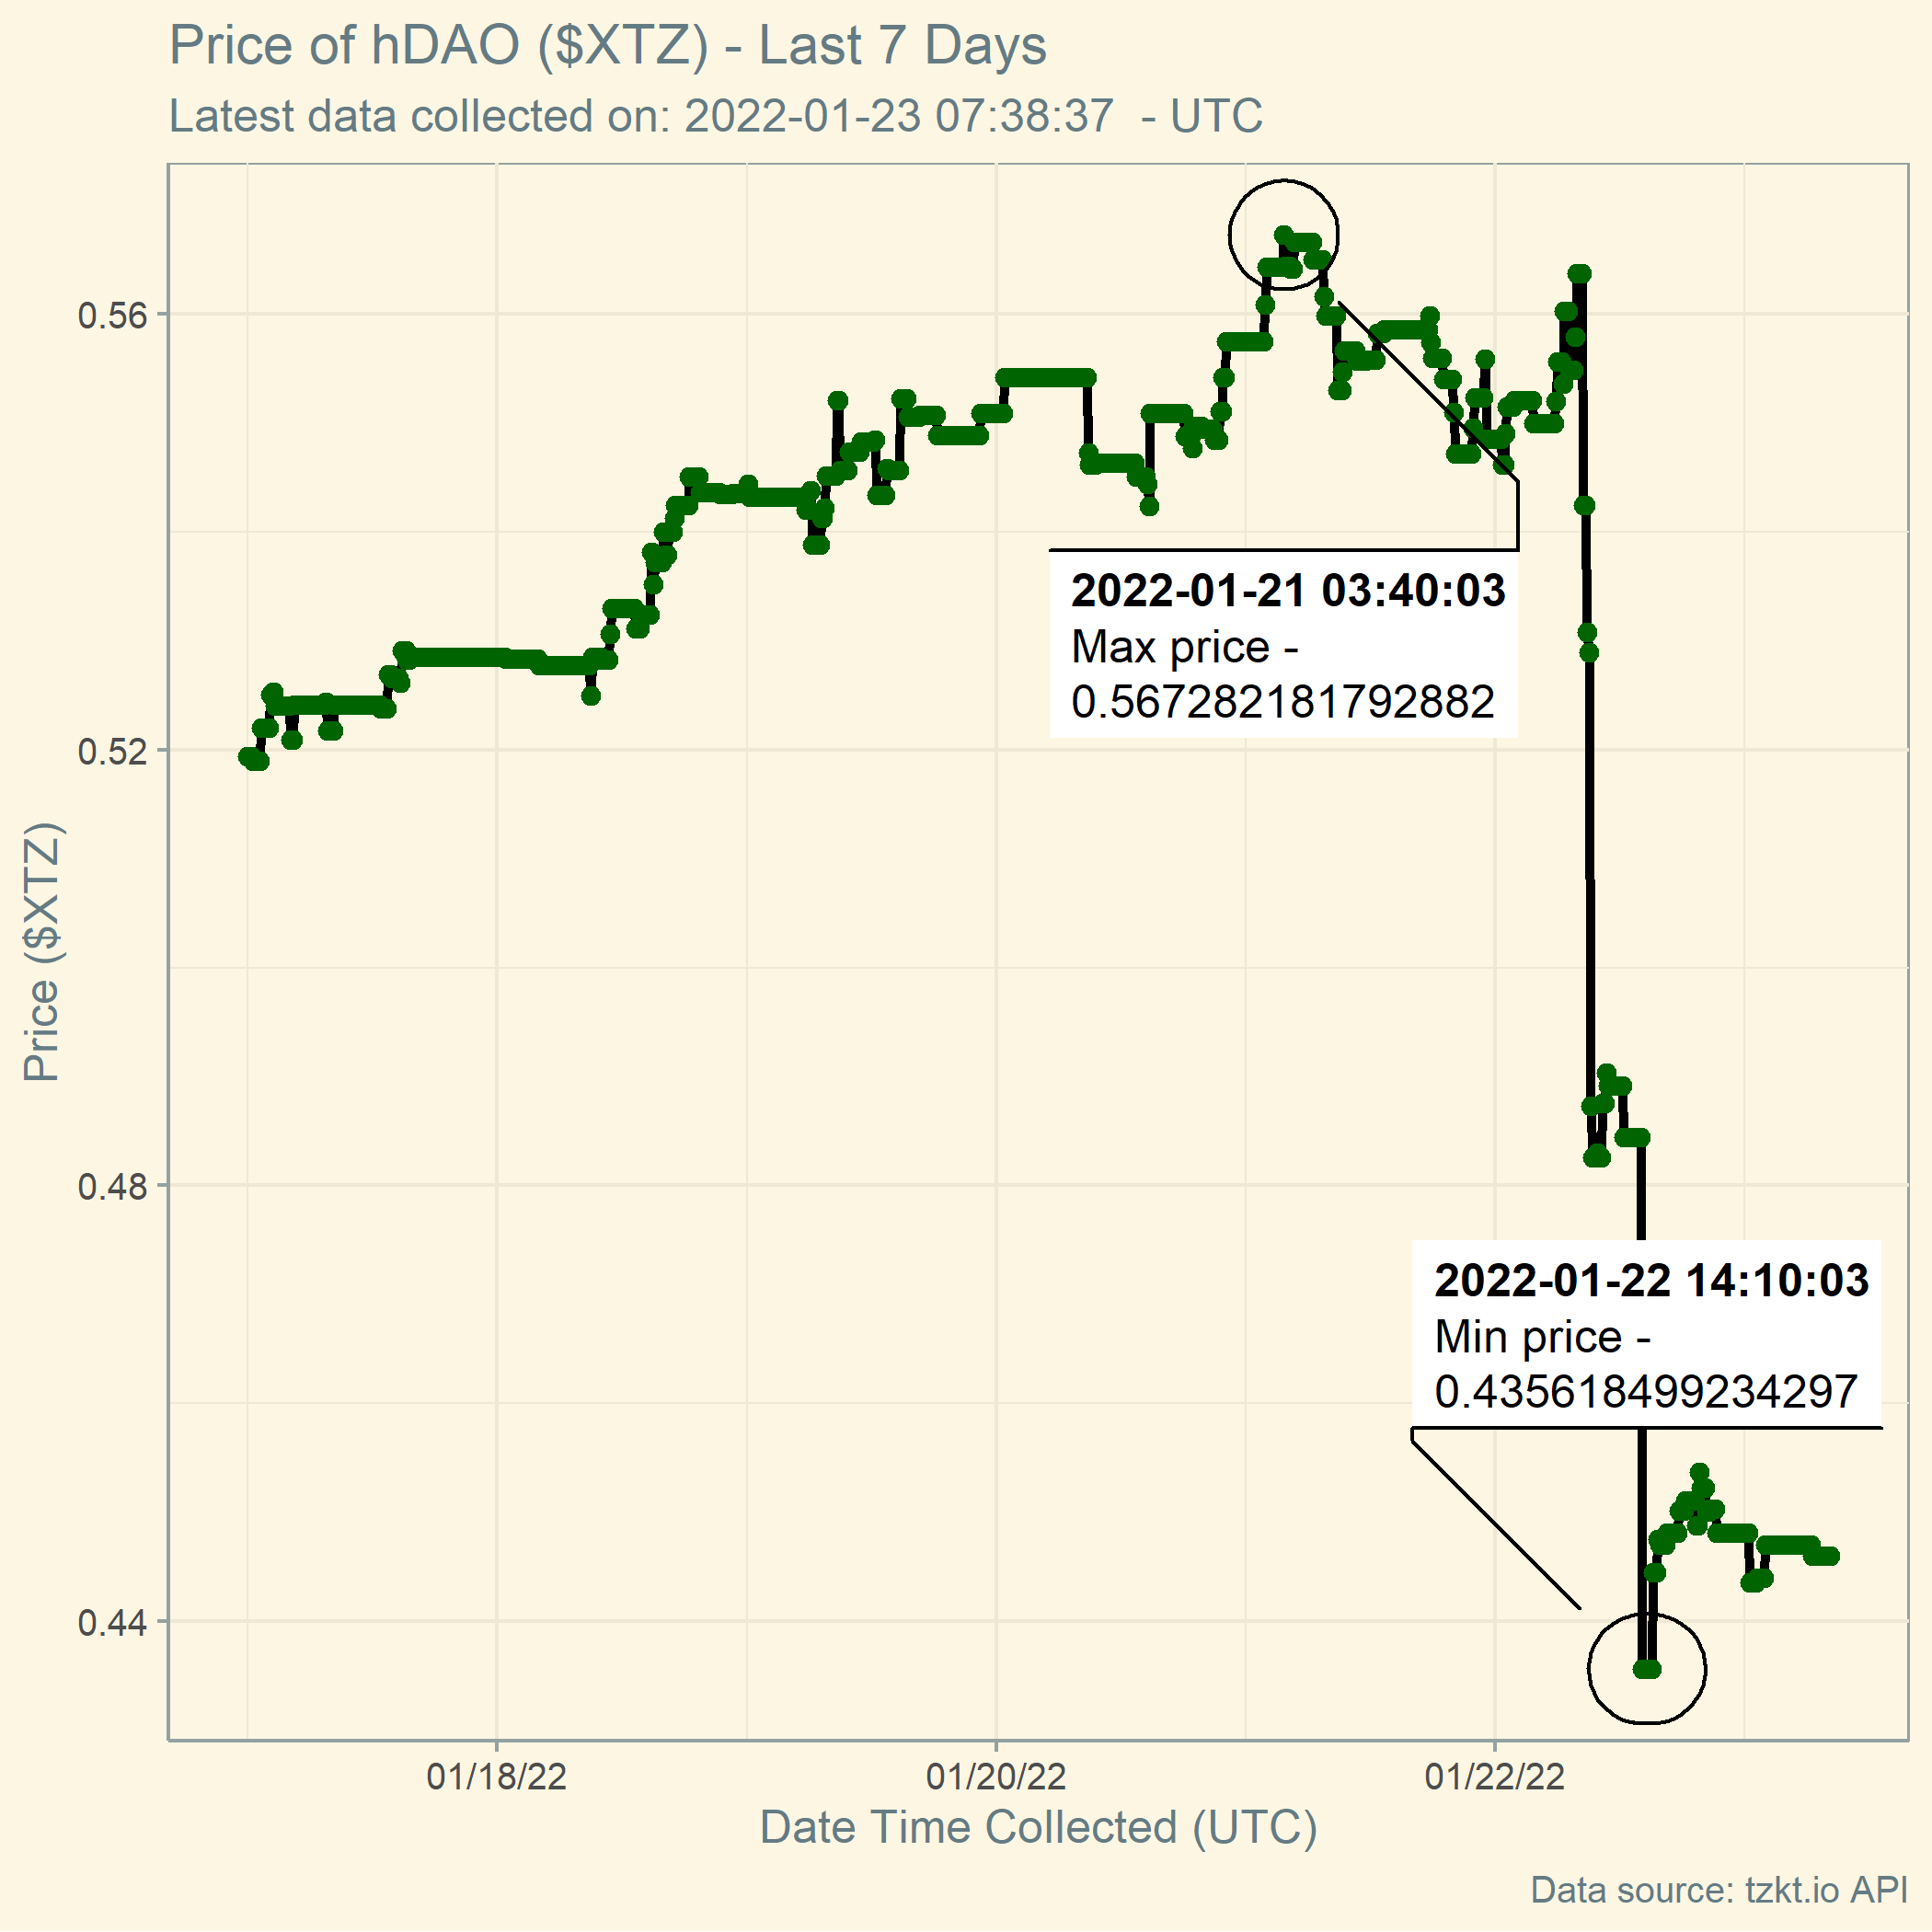 Price of hDAO ($XTZ) - Last 7 Days
Latest data collected on: 2022-01-23 07:38:37  - UTC
0.56
0.52
0.48
0.44
Price ($XTZ)
2022-01-21 03:40:03
Max price -
0.567282181792882
2022-01-22 14:10:03
Min price -
0.435618499234297
01/18/22
01/20/22
01/22/22
Date Time Collected (UTC)
Data source: tzkt.io API